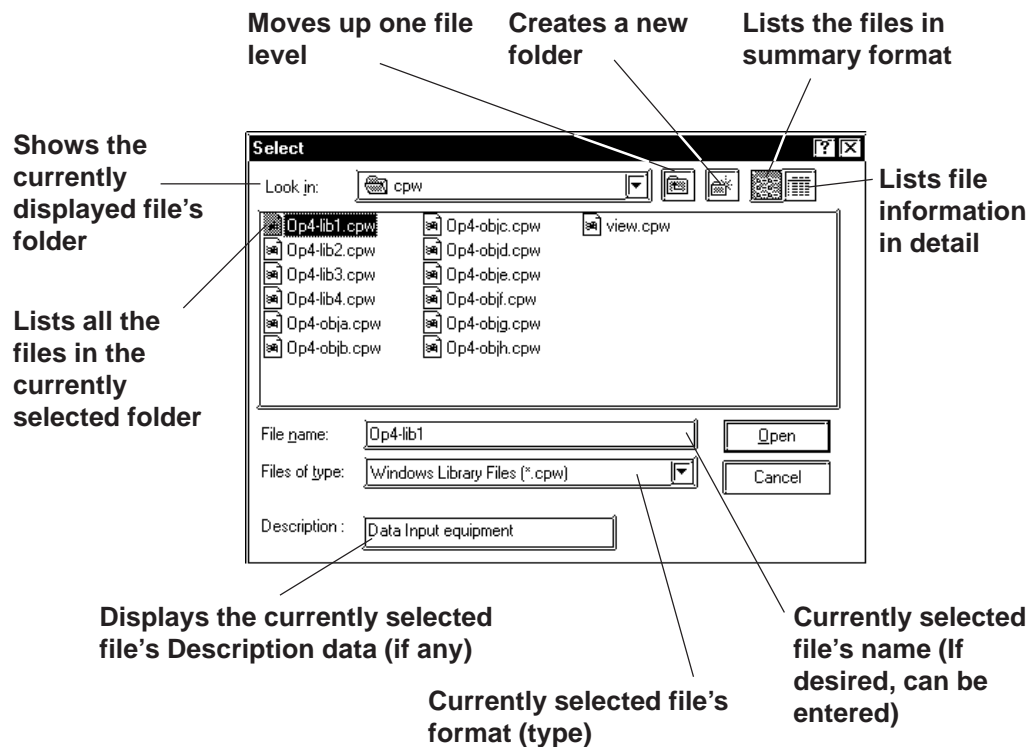 Moves up one file
level
Creates a new
folder
Lists the files in
summary format
Shows the
currently
displayed file's
folder
Lists all the
files in the
currently
selected folder
Select
Look in:
cpw
Op4-lib1.cpw
Op4-lib2.cpw
Op4-lib3.cpw
Op4-lib4.cpw
Op4-obja.cpw
Op4-objb.cpw
Op4-objc.cpw
Op4-objd.cpw
Op4-obje.cpw
Op4-objf.cpw
Op4-objg.cpw
Op4-objh.cpw
view.cpw
Lists file
information
in detail
File name:
Op4-lib1
Open
Files of type:
Windows Library Files (*.cpw)
Cancel
Description :
Data Input equipment
Displays the currently selected
file's Description data (if any)
Currently selected file's
format (type)
Currently selected
file's name (If
desired, can be
entered)